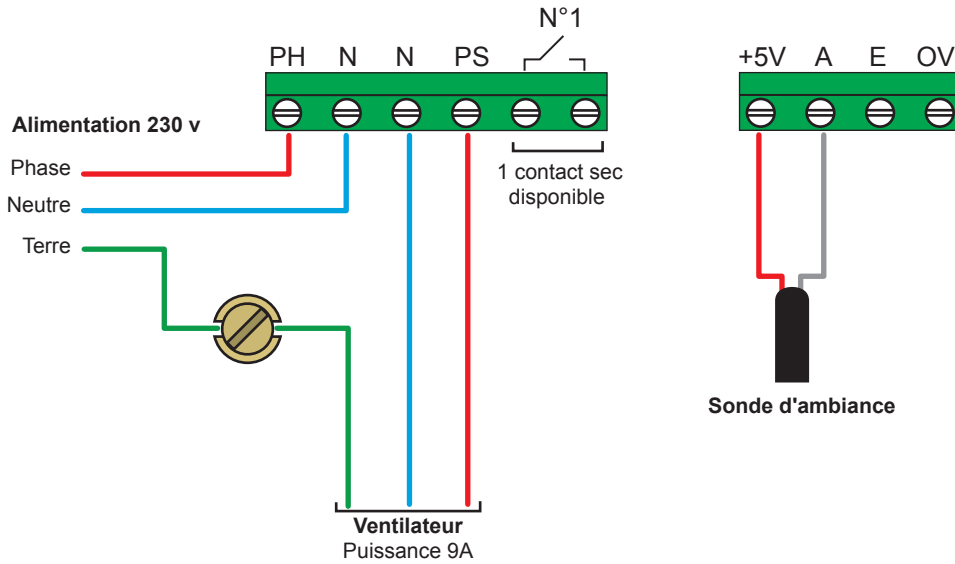 N°1
PH N N PS
+5V A E OV
Alimentation 230 v
Phase
Neutre
Terre
1 contact sec
disponible
Sonde d'ambiance
Ventilateur
Puissance 9A